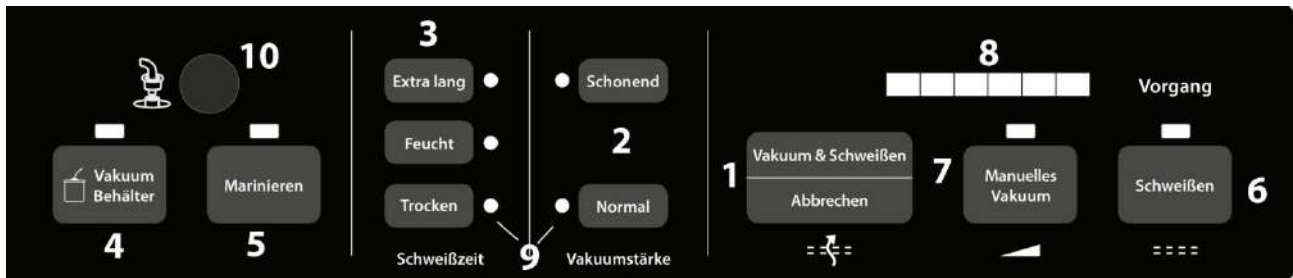 10
3
8
Extra lang
Schonend
Vorgang
Feucht
2
Vakuum
Behälter
Marinieren
Trocken
Normal
1
Vakuum & Schweißen
Abbrechen
7
Manuelles
Vakuum
Schweißen
6
4
5
Schweißzeit
9
Vakuumstärke